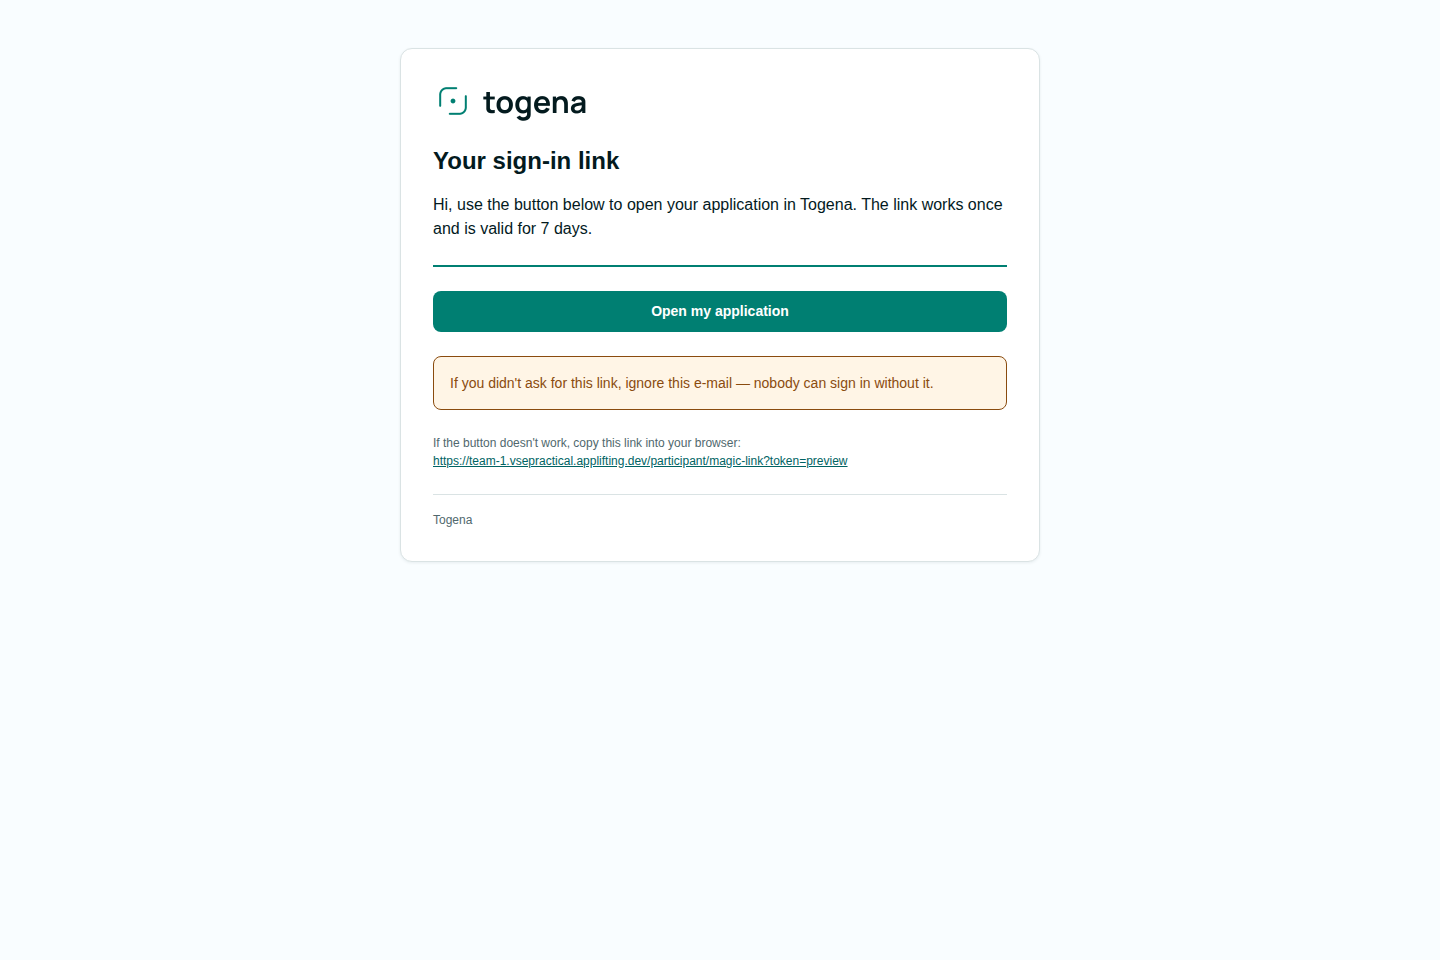 togena
Your sign-in link
Hi, use the button below to open your application in Togena. The link works once
and is valid for 7 days.
Open my application
If you didn't ask for this link, ignore this e-mail — nobody can sign in without it.
If the button doesn't work, copy this link into your browser:
https://team-1.vsepractical.applifting.dev/participant/magic-link?token=preview
Togena